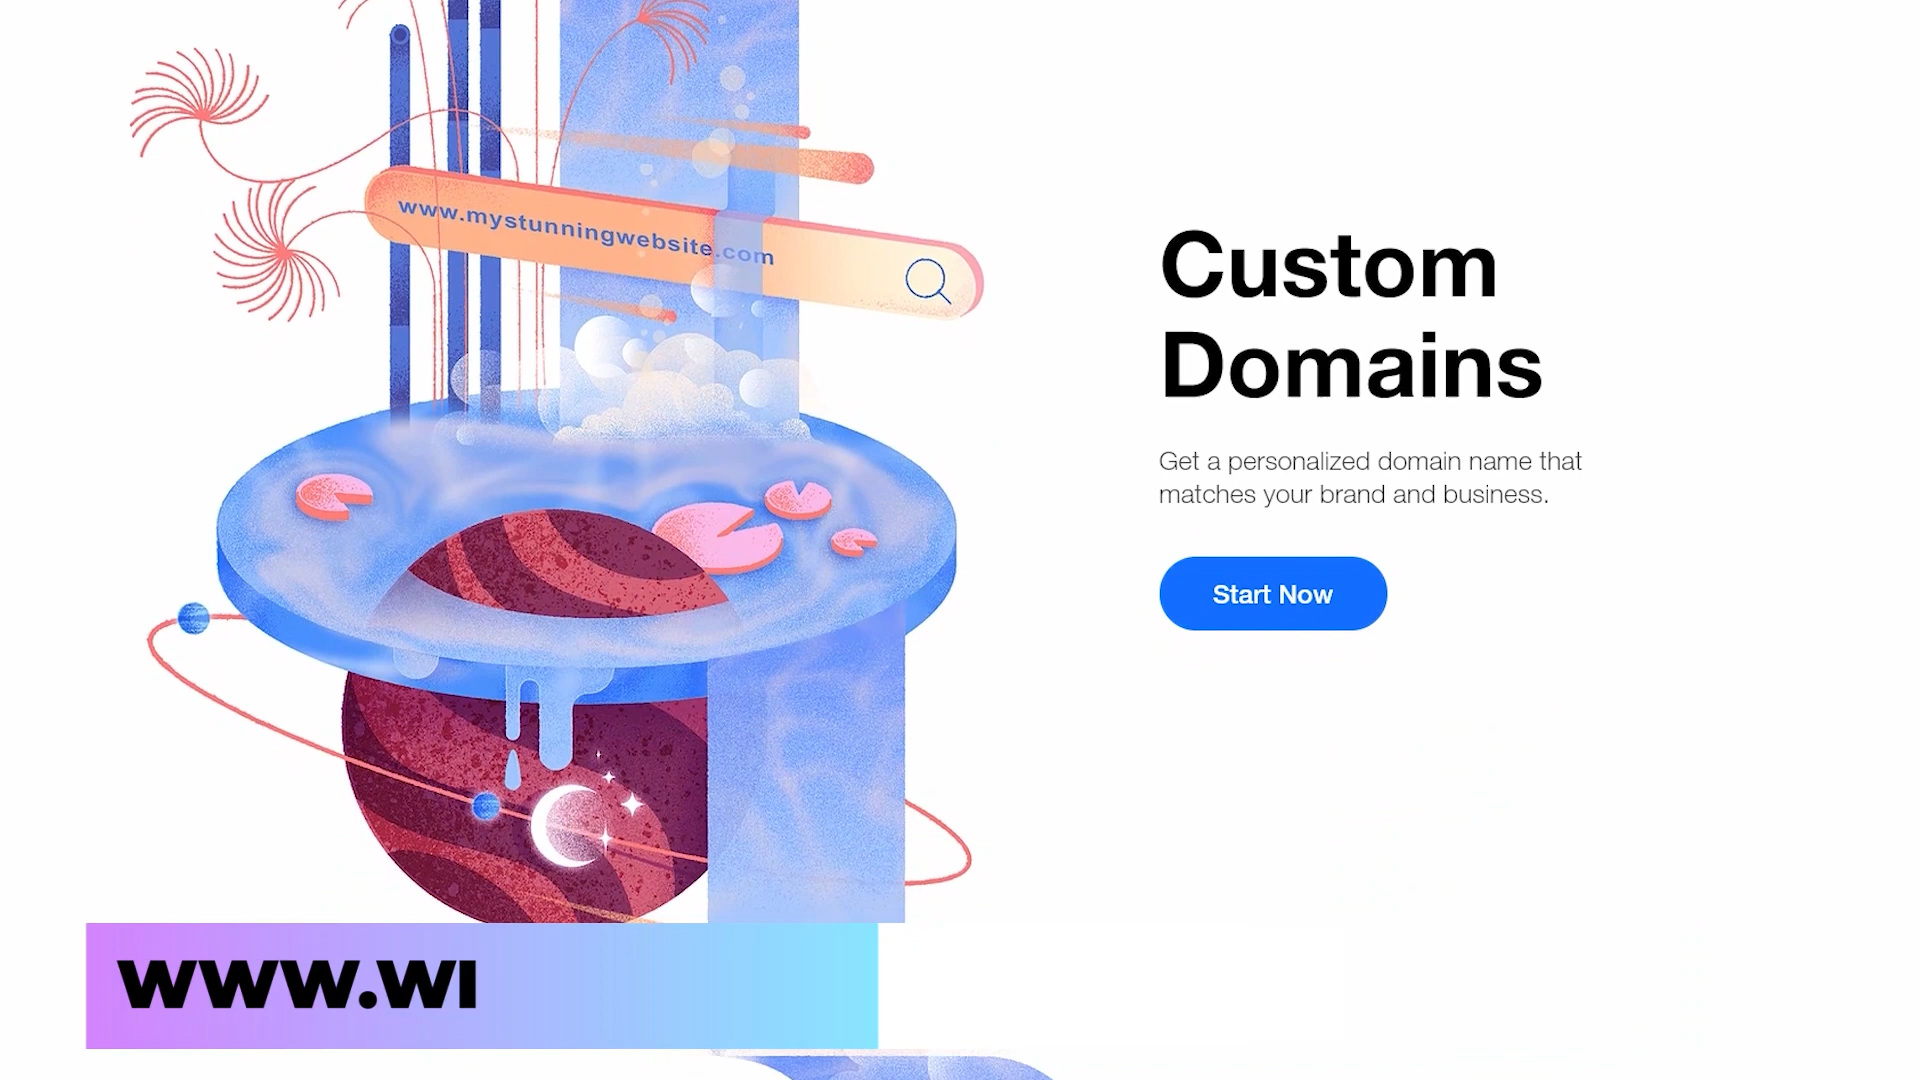 www.mystunningwebsite.com
Custom
Domains
Get a personalized domain name that
matches your brand and business.
Start Now
WWW.WI